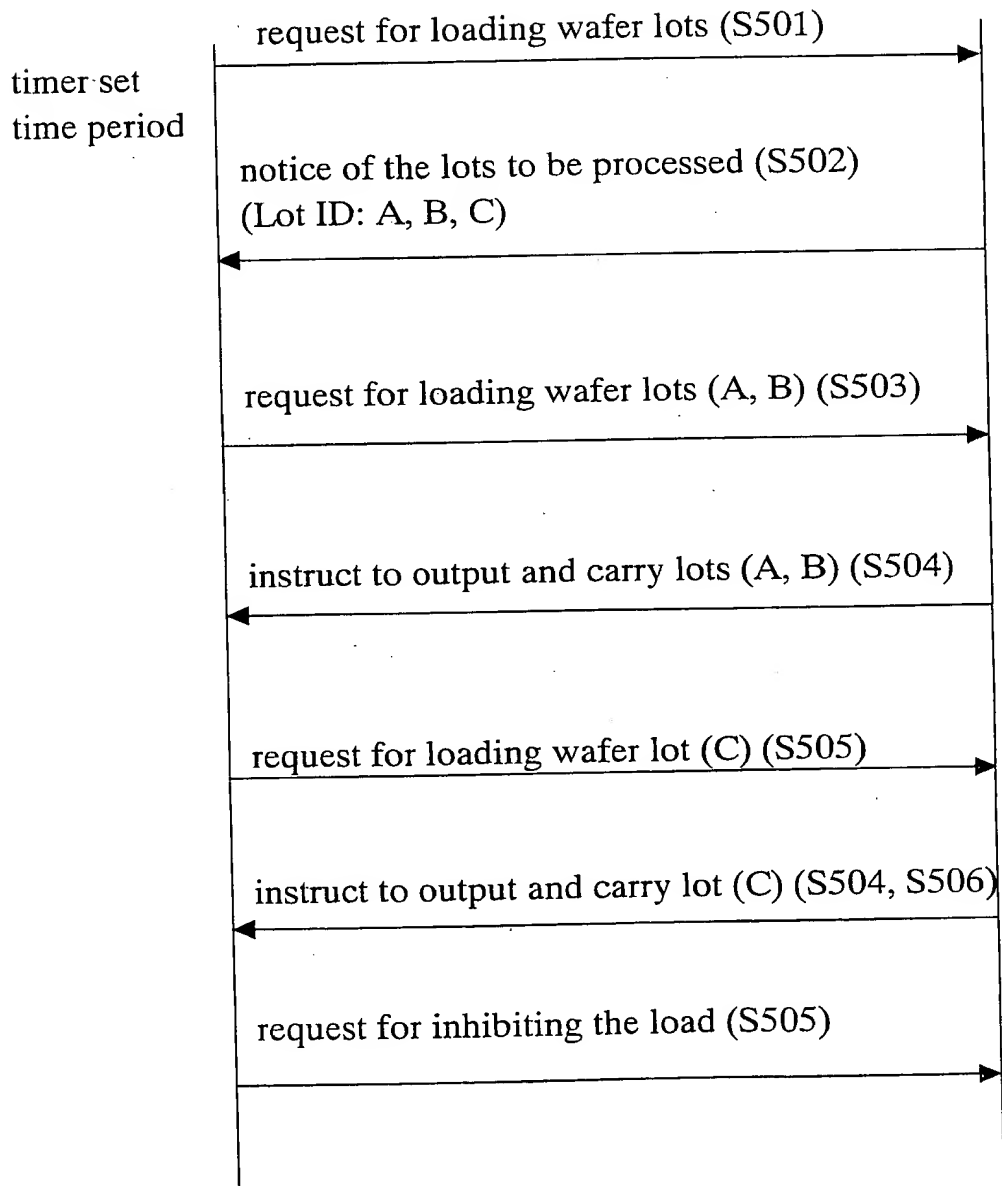 request for loading wafer lots (S501)
timer set
time period
notice of the lots to be processed (S502)
(Lot ID: A, B, C)
request for loading wafer lots (A, B) (S503)
instruct to output and carry lots (A, B) (S504)
request for loading wafer lot (C) (S505)
instruct to output and carry lot (C) (S504, S506)
request for inhibiting the load (S505)